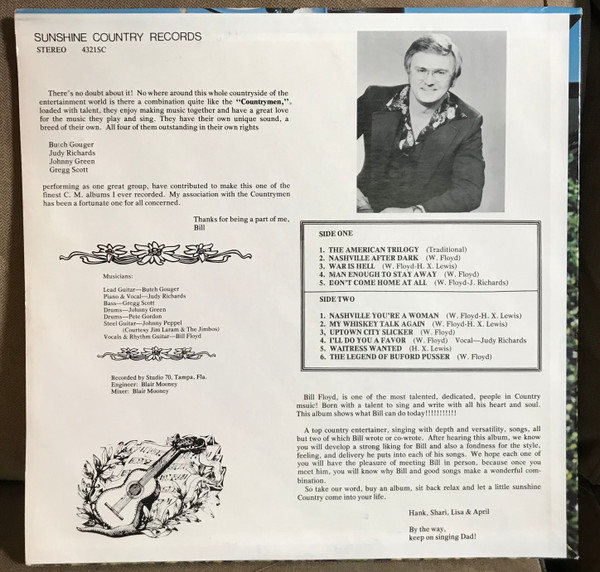 SUNSHINE COUNTRY RECORDS
STEREO 4321SC
There's no doubt about it! No where around this whole countryside of the
entertainment world is there a combination quite like the "Countrymen,",
loaded with talent, they enjoy making music together and have a great love
for the music they play and sing. They have their own unique sound, a
breed of their own. All four of them outstanding in their own rights
Butch Gouger
Judy Richards
Johnny Green
Gregg Scott
performing as one great group, have contributed to make this one of the
finest C. M. albums I ever recorded. My association with the Countrymen
has been a fortunate one for all concerned.
Thanks for being a part of me,
Bill
Musicians:
Lead Guitar—Butch Gouger
Piano & Vocal—Judy Richards
Bass—Gregg Scott
Drums—Johnny Green
Drums—Pete Gordon
Steel Guitar—Johnny Peppel
(Courtesy Jim Laram & The Jimbos)
Vocals & Rhythm Guitar—Bill Floyd
Recorded by Studio 70, Tampa, Fla.
Engineer: Blair Mooney
Mixer: Blair Mooney
SIDE ONE
1. THE AMERICAN TRILOGY (Traditional)
2. NASHVILLE AFTER DARK (W. Floyd)
3. WAR IS HELL (W. Floyd-H. X. Lewis)
4. MAN ENOUGH TO STAY AWAY (W. Floyd)
5. DON'T COME HOME AT ALL (W. Floyd-J. Richards)
SIDE TWO
1. NASHVILLE YOU'RE A WOMAN (W. Floyd-H. X. Lewis)
2. MY WHISKEY TALK AGAIN (W. Floyd-H. X. Lewis)
3. UPTOWN CITY SLICKER (W. Floyd)
4. I'LL DO YOU A FAVOR (W. Floyd) Vocal—Judy Richards
5. WAITRESS WANTED (H. X. Lewis)
6. THE LEGEND OF BUFORD PUSSER (W. Floyd)
Bill Floyd, is one of the most talented, dedicated, people in Country
msuic! Born with a talent to sing and write with all his heart and soul.
This album shows what Bill can do today!!!!!!!!!!!
A top country entertainer, singing with depth and versatility, songs, all
but two of which Bill wrote or co-wrote. After hearing this album, we know
you will develop a strong liking for Bill and also a fondness for the style,
feeling, and delivery he puts into each of his songs. We hope each one of
you will have the pleasure of meeting Bill in person, because once you
meet him, you will know why Bill and good songs make a wonderful com-
bination.
So take our word, buy an album, sit back relax and let a little sunshine
Country come into your life.
Hank, Shari, Lisa & April
By the way,
keep on singing Dad!